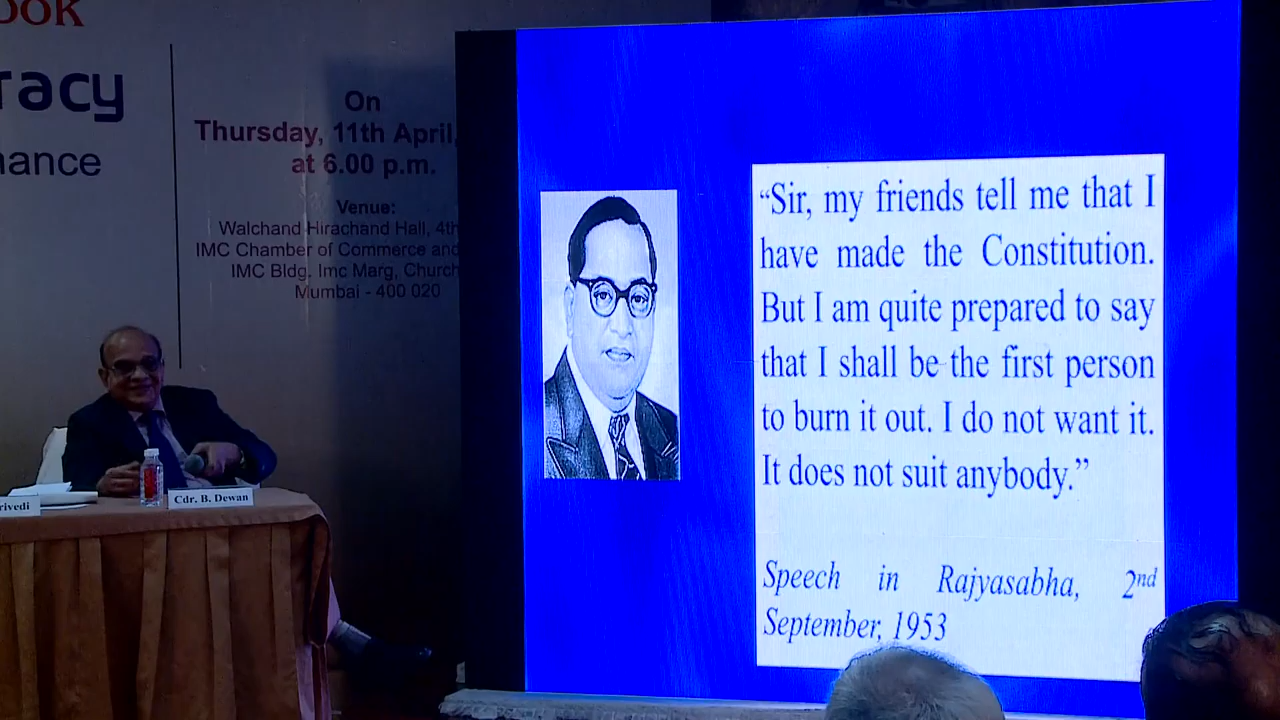 OOK
racy
nance
On
Thursday, 11th April,
at 6.00 p.m.
Venue:
Walchand Hirachand Hall, 4th
IMC Chamber of Commerce and
IMC Bldg. Imc Marg, Church
Mumbai - 400 020
rivedi
Cdr. B. Dewan
“Sir, my friends tell me that I
have made the Constitution.
But I am quite prepared to say
that I shall be the first person
to burn it out. I do not want it.
It does not suit anybody.”
Speech in Rajyasabha, 2nd
September, 1953